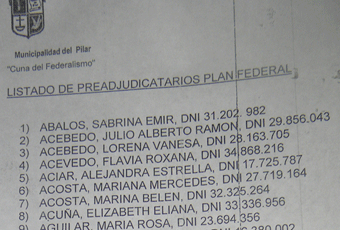 Municipalidad del Pilar
"Cuna del Federalismo"
LISTADO DE PREADJUDICATARIOS PLAN FEDERAL
1) ABALOS, SABRINA EMIR, DNI 31.202. 982
2) ACEBEDO, JULIO ALBERTO RAMON, DNI 29.856.043
3) ACEBEDO, LORENA VANESA, DNI 28.163.705
4) ACEVEDO, FLAVIA ROXANA, DNI 34.868.216
5) ACIAR, ALEJANDRA ESTRELLA, DNI 17.725.787
6) ACOSTA, MARIANA MERCEDES, DNI 27.719.164
7) ACOSTA, MARINA BELEN, DNI 32.325.264
8) ACUÑA, ELIZABETH ELIANA, DNI 33.336.956
9) AGUILAR, MARIA ROSA, DNI 23.694.356